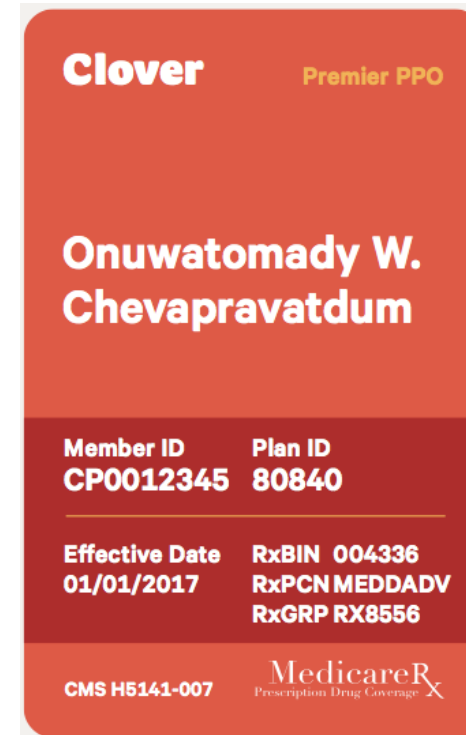 Clover Premier PPO
Onuwatomady W.
Chevapravatdum
Member ID Plan ID
CP0012345 80840
Effective Date RxBIN 004336
01/01/2017 RxPCN MEDDADV
RxGRP RX8556
CMS H5141-007 MedicareRx
Prescription Drug Coverage